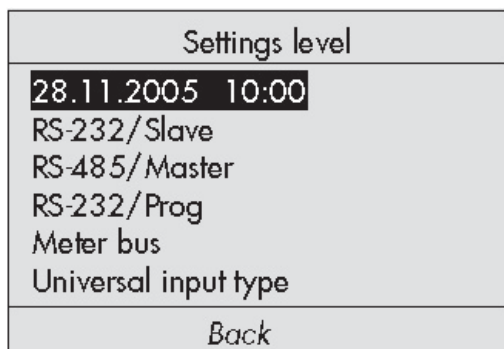 Settings level
28.11.2005 10:00
RS-232/Slave
RS-485/Master
RS-232/Prog
Meter bus
Universal input type
Back